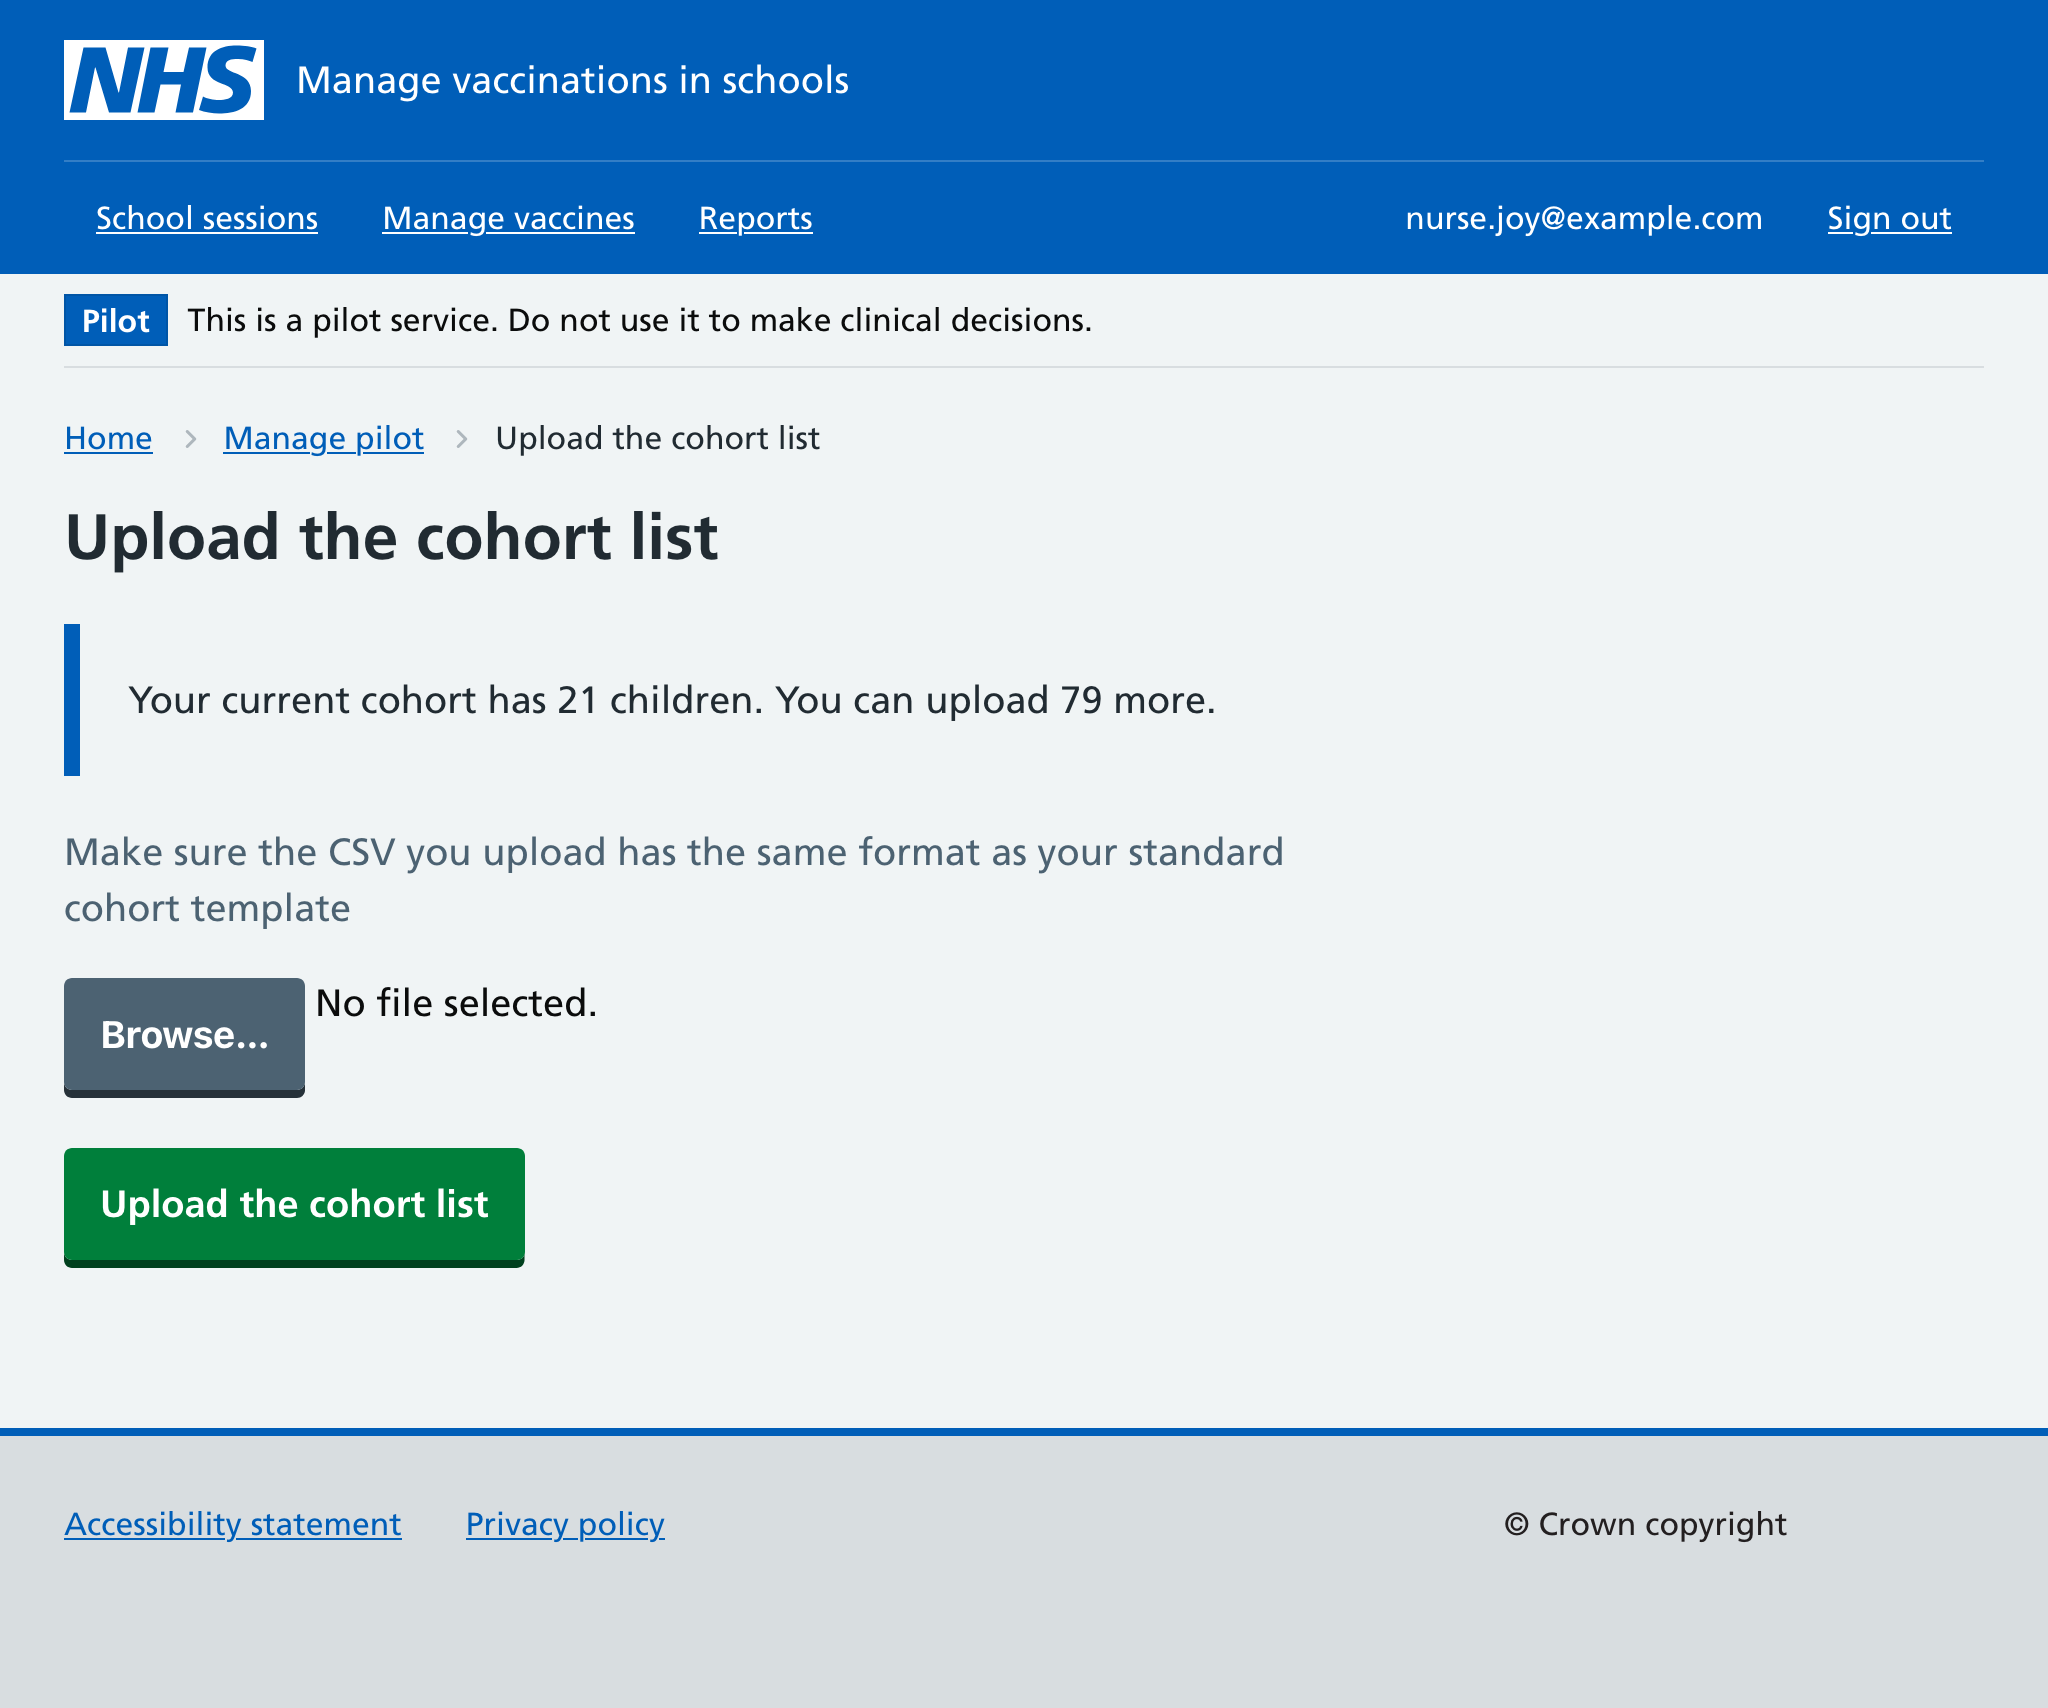 NHS
Manage vaccinations in schools
School sessions
Manage vaccines
Reports
nurse.joy@example.com
Sign out
Pilot
This is a pilot service. Do not use it to make clinical decisions.
Home
Manage pilot
Upload the cohort list
Upload the cohort list
Your current cohort has 21 children. You can upload 79 more.
Make sure the CSV you upload has the same format as your standard
cohort template
Browse...
No file selected.
Upload the cohort list
Accessibility statement
Privacy policy
© Crown copyright